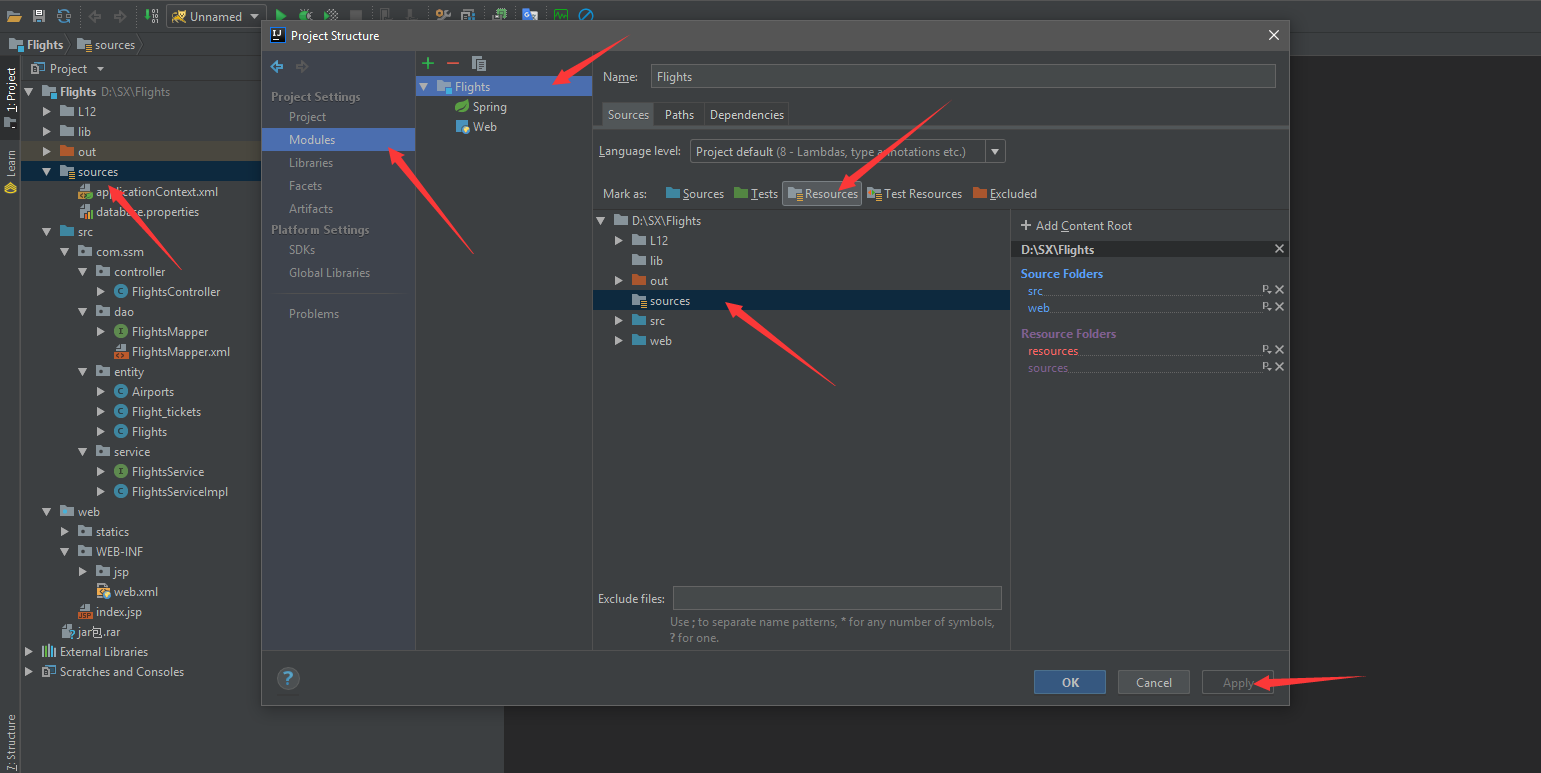 Unnamed
Flights
sources
Project
1: Project
Learn
7: Structure
Flights D:\SX\Flights
L12
lib
out
sources
applicationContext.xml
database.properties
src
com.ssm
controller
FlightsController
dao
FlightsMapper
FlightsMapper.xml
entity
Airports
Flight_tickets
Flights
service
FlightsService
FlightsServiceImpl
web
statics
WEB-INF
jsp
web.xml
index.jsp
jar包.rar
External Libraries
Scratches and Consoles
Project Structure
Project Settings
Project
Modules
Libraries
Facets
Artifacts
Platform Settings
SDKs
Global Libraries
Problems
Flights
Spring
Web
Name: Flights
Sources Paths Dependencies
Language level: Project default (8 - Lambdas, type annotations etc.)
Mark as: Sources Tests Resources Test Resources Excluded
D:\SX\Flights
L12
lib
out
sources
src
web
+ Add Content Root
D:\SX\Flights
Source Folders
src
web
Resource Folders
resources
sources
Exclude files:
Use ; to separate name patterns, * for any number of symbols,
? for one.
?
OK Cancel Apply